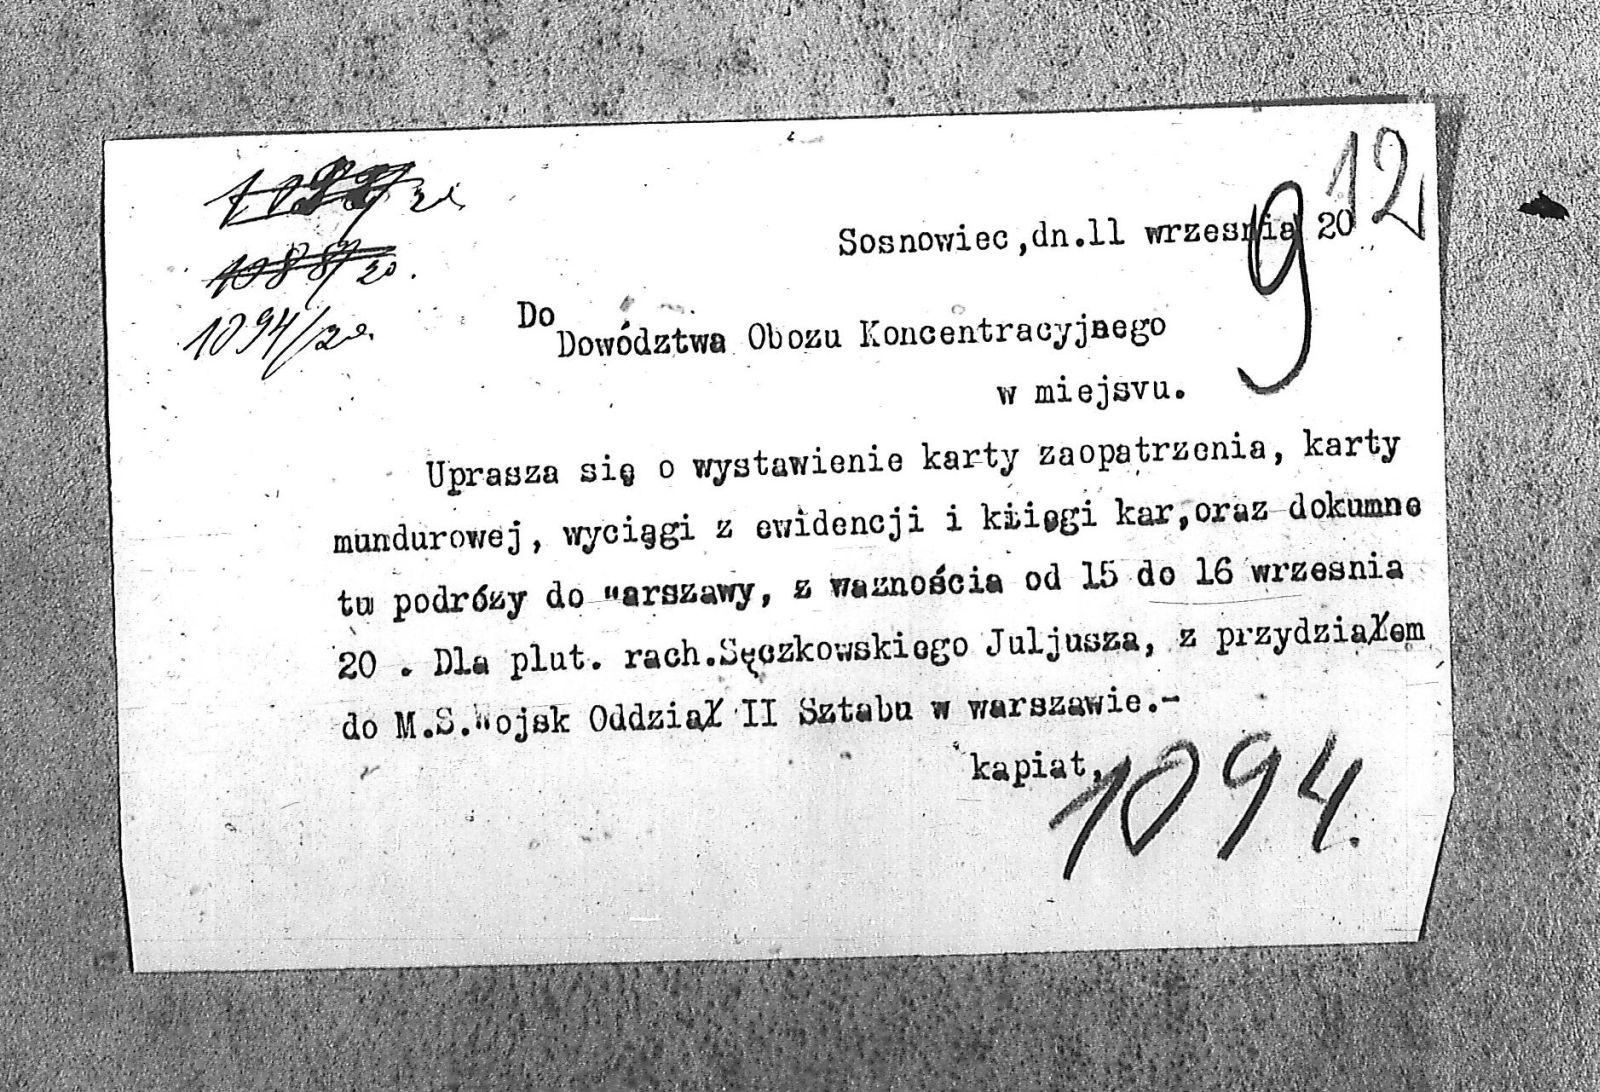 12
Sosnowiec,dn.11 wrzesnia 20
9
1088/20.
1094/20.
Do
Dowództwa Obozu Koncentracyjnego
w miejsvu.
Uprasza się o wystawienie karty zaopatrzenia, karty
mundurowej, wyciągi z ewidencji i księgi kar,oraz dokumne
tu podróży do Warszawy, z waznościa od 15 do 16 wrzesnia
20 . Dla plut. rach.Sęczkowskiego Juljusza, z przydziałem
do M.S.Wojsk Oddział II Sztabu w warszawie.-
kapiat,
1094.